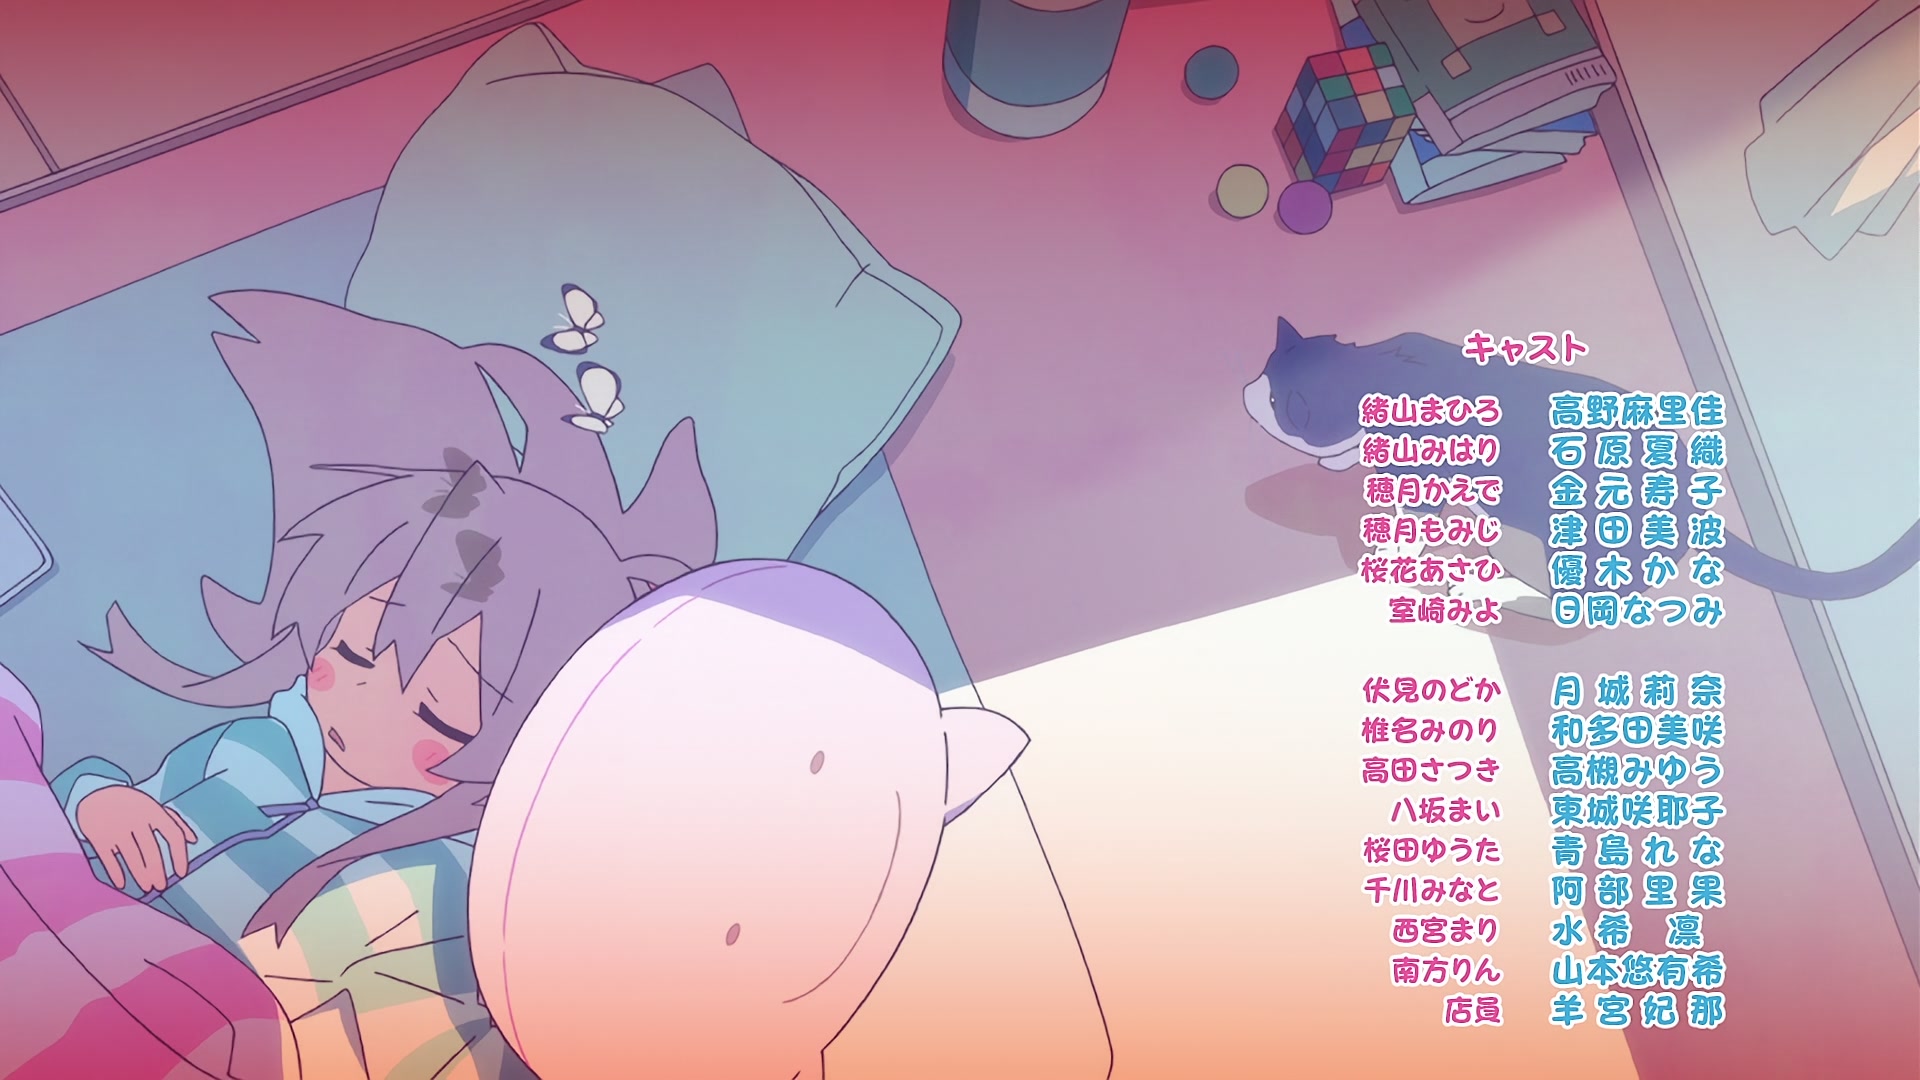 キャスト
緒山まひろ 高野麻里佳
緒山みはり 石原夏織
穂月かえで 金元寿子
穂月もみじ 津田美波
桜花あさひ 優木かな
室崎みよ 日岡なつみ
伏見のどか 月城莉奈
椎名みのり 和多田美咲
高田さつき 高槻みゆう
八坂まい 東城咲耶子
桜田ゆうた 青島れな
千川みなと 阿部里果
西宮まり 水希凛
南方りん 山本悠有希
店員 羊宮妃那